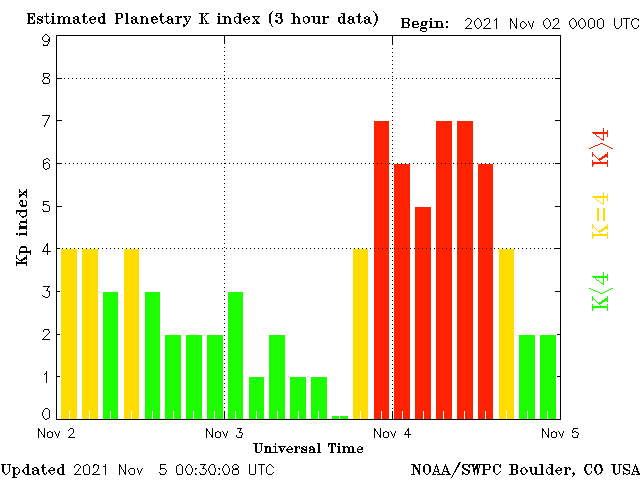 Estimated Planetary K index (3 hour data) Begin: 2021 Nov 02 0000 UTC
9
8
7
6
5
4
3
2
1
0
Kp index
K>4
K=4
K<4
Nov 2 Nov 3 Nov 4 Nov 5
Universal Time
Updated 2021 Nov 5 00:30:08 UTC NOAA/SWPC Boulder, CO USA